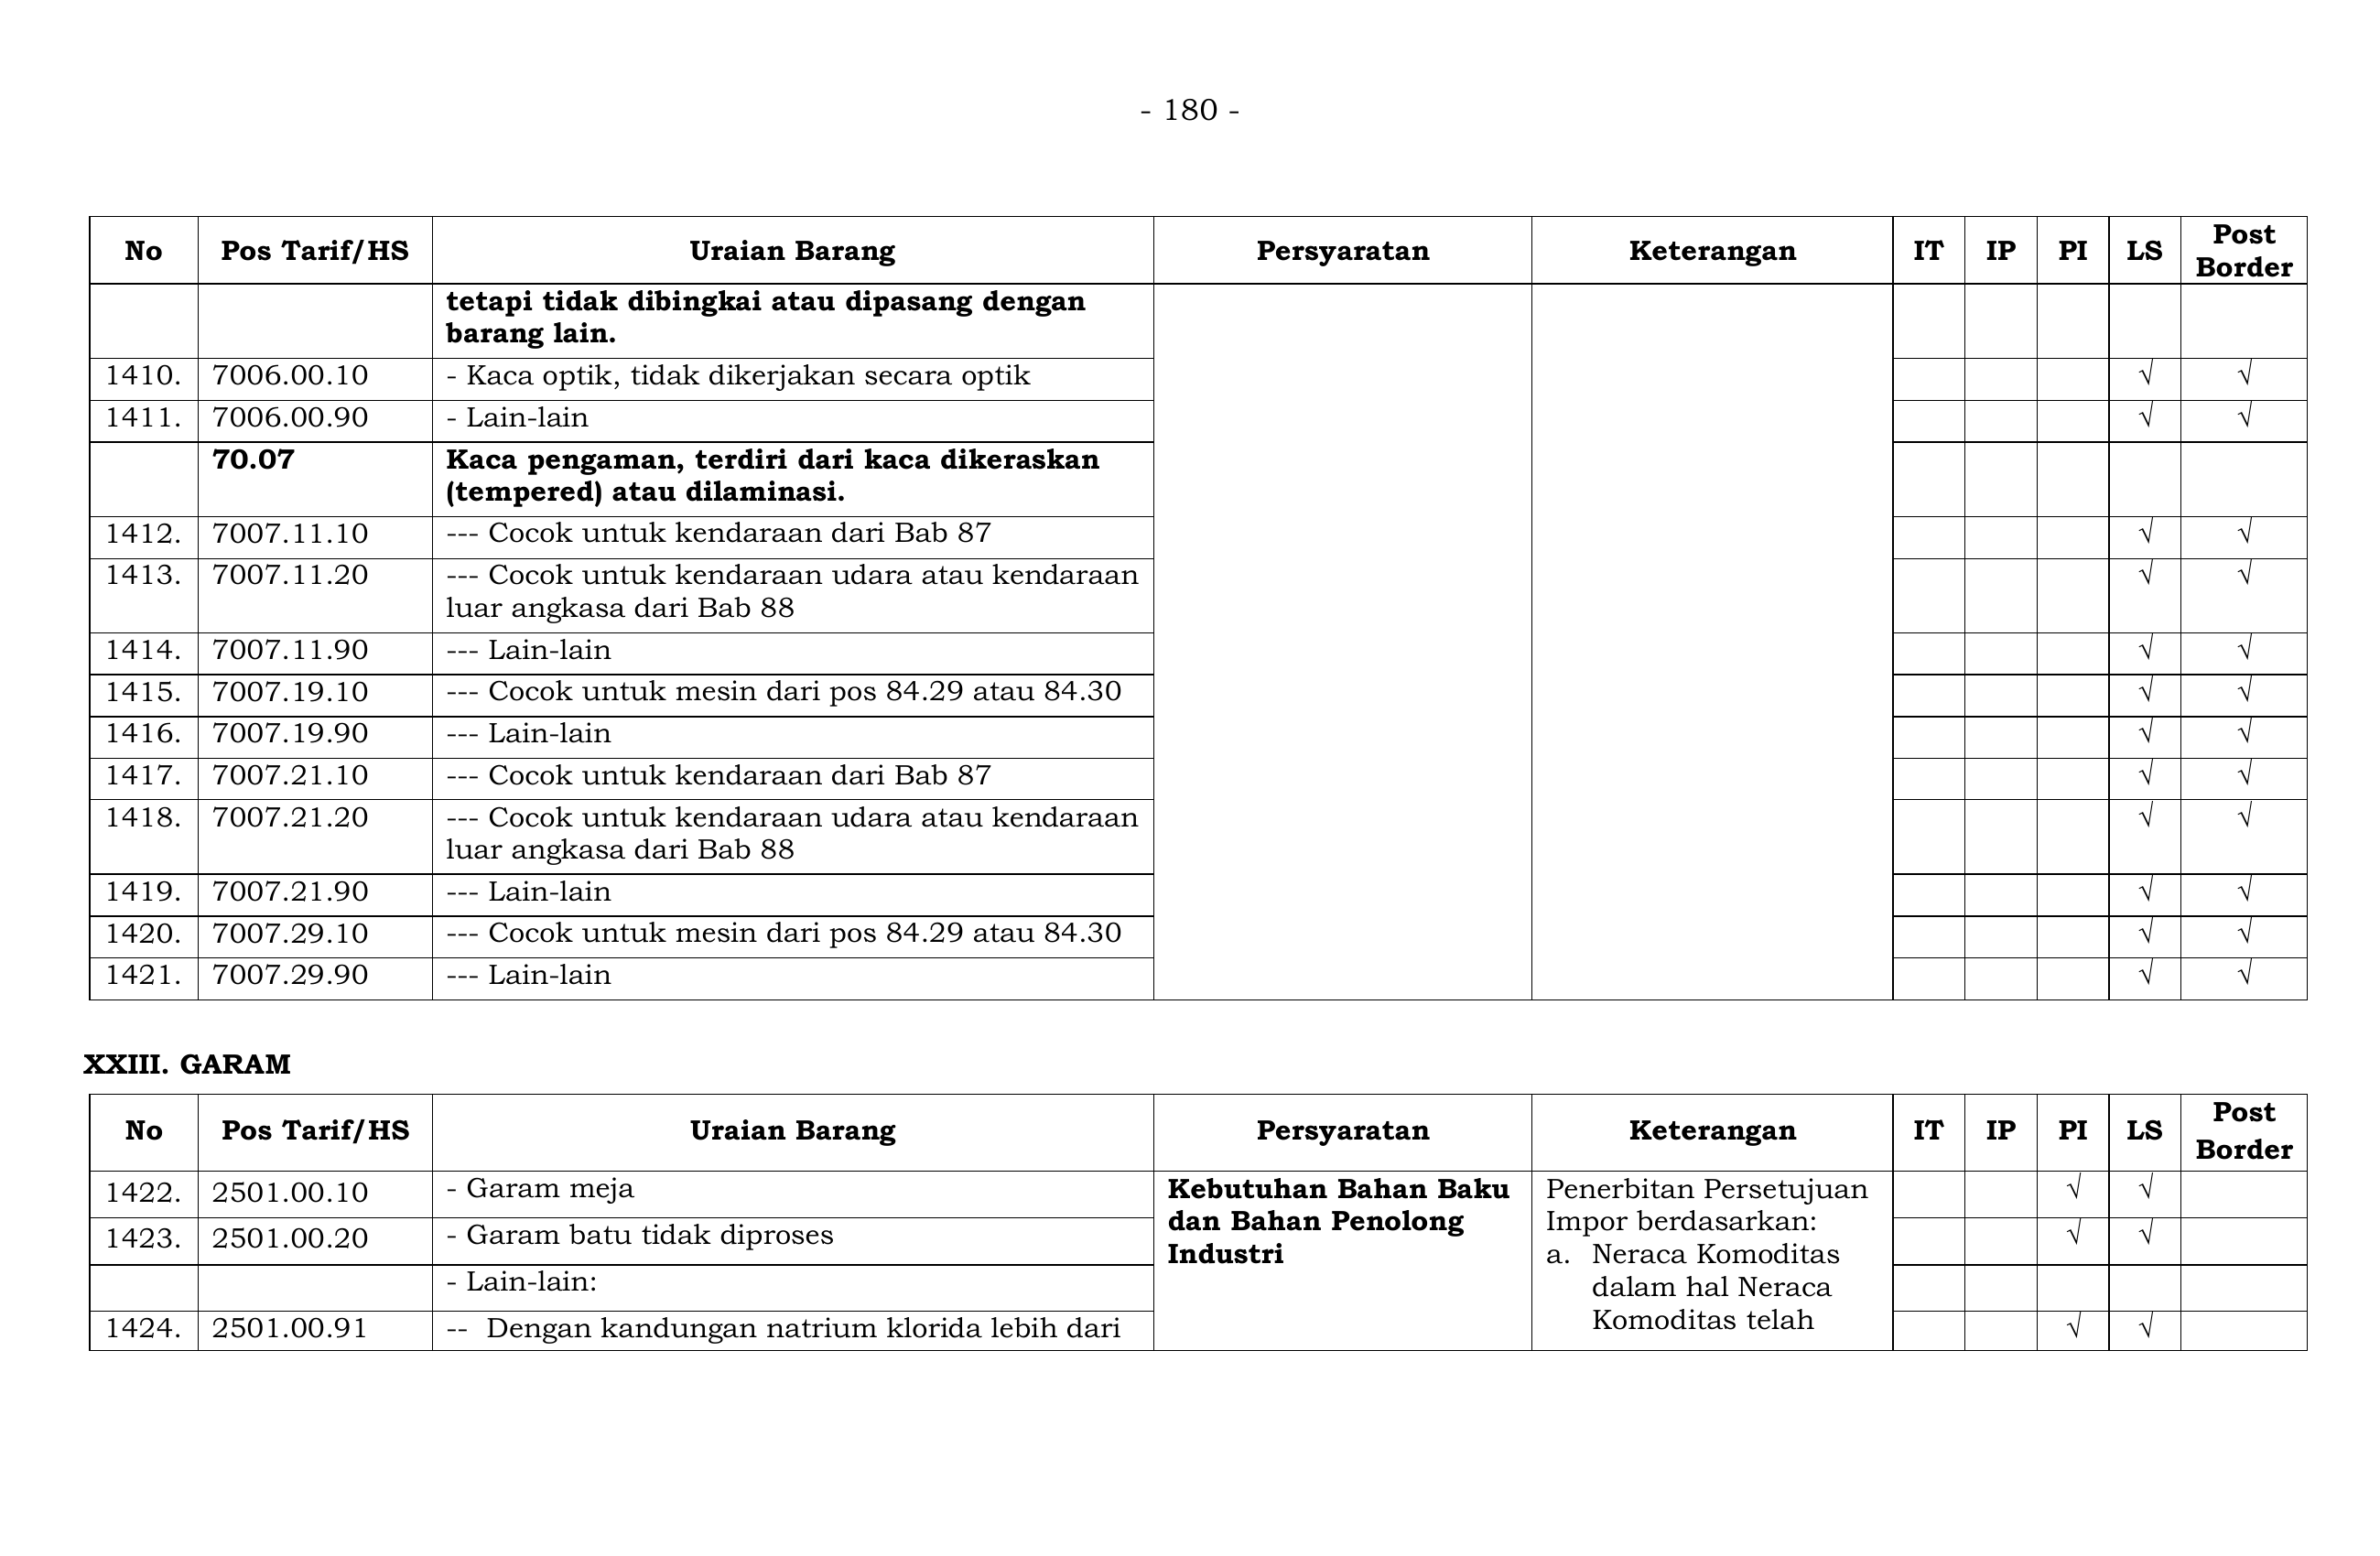 - 180 -
No Pos Tarif/HS Uraian Barang Persyaratan Keterangan IT IP PI LS Post Border
tetapi tidak dibingkai atau dipasang dengan
barang lain.
1410. 7006.00.10 - Kaca optik, tidak dikerjakan secara optik √ √
1411. 7006.00.90 - Lain-lain √ √
70.07 Kaca pengaman, terdiri dari kaca dikeraskan
(tempered) atau dilaminasi.
1412. 7007.11.10 --- Cocok untuk kendaraan dari Bab 87 √ √
1413. 7007.11.20 --- Cocok untuk kendaraan udara atau kendaraan √ √
luar angkasa dari Bab 88
1414. 7007.11.90 --- Lain-lain √ √
1415. 7007.19.10 --- Cocok untuk mesin dari pos 84.29 atau 84.30 √ √
1416. 7007.19.90 --- Lain-lain √ √
1417. 7007.21.10 --- Cocok untuk kendaraan dari Bab 87 √ √
1418. 7007.21.20 --- Cocok untuk kendaraan udara atau kendaraan √ √
luar angkasa dari Bab 88
1419. 7007.21.90 --- Lain-lain √ √
1420. 7007.29.10 --- Cocok untuk mesin dari pos 84.29 atau 84.30 √ √
1421. 7007.29.90 --- Lain-lain √ √
XXIII. GARAM
No Pos Tarif/HS Uraian Barang Persyaratan Keterangan IT IP PI LS Post Border
1422. 2501.00.10 - Garam meja Kebutuhan Bahan Baku Penerbitan Persetujuan √ √
dan Bahan Penolong Impor berdasarkan:
1423. 2501.00.20 - Garam batu tidak diproses Industri a. Neraca Komoditas √ √
- Lain-lain: dalam hal Neraca
1424. 2501.00.91 -- Dengan kandungan natrium klorida lebih dari Komoditas telah √ √